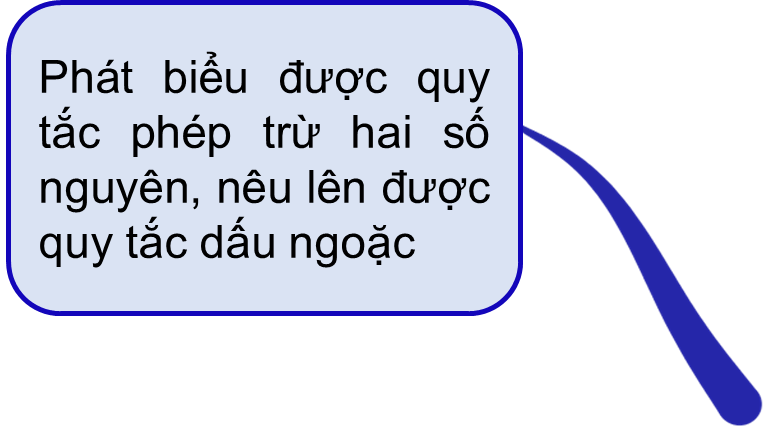 Phát biểu được quy
tắc phép trừ hai số
nguyên, nêu lên được
quy tắc dấu ngoặc